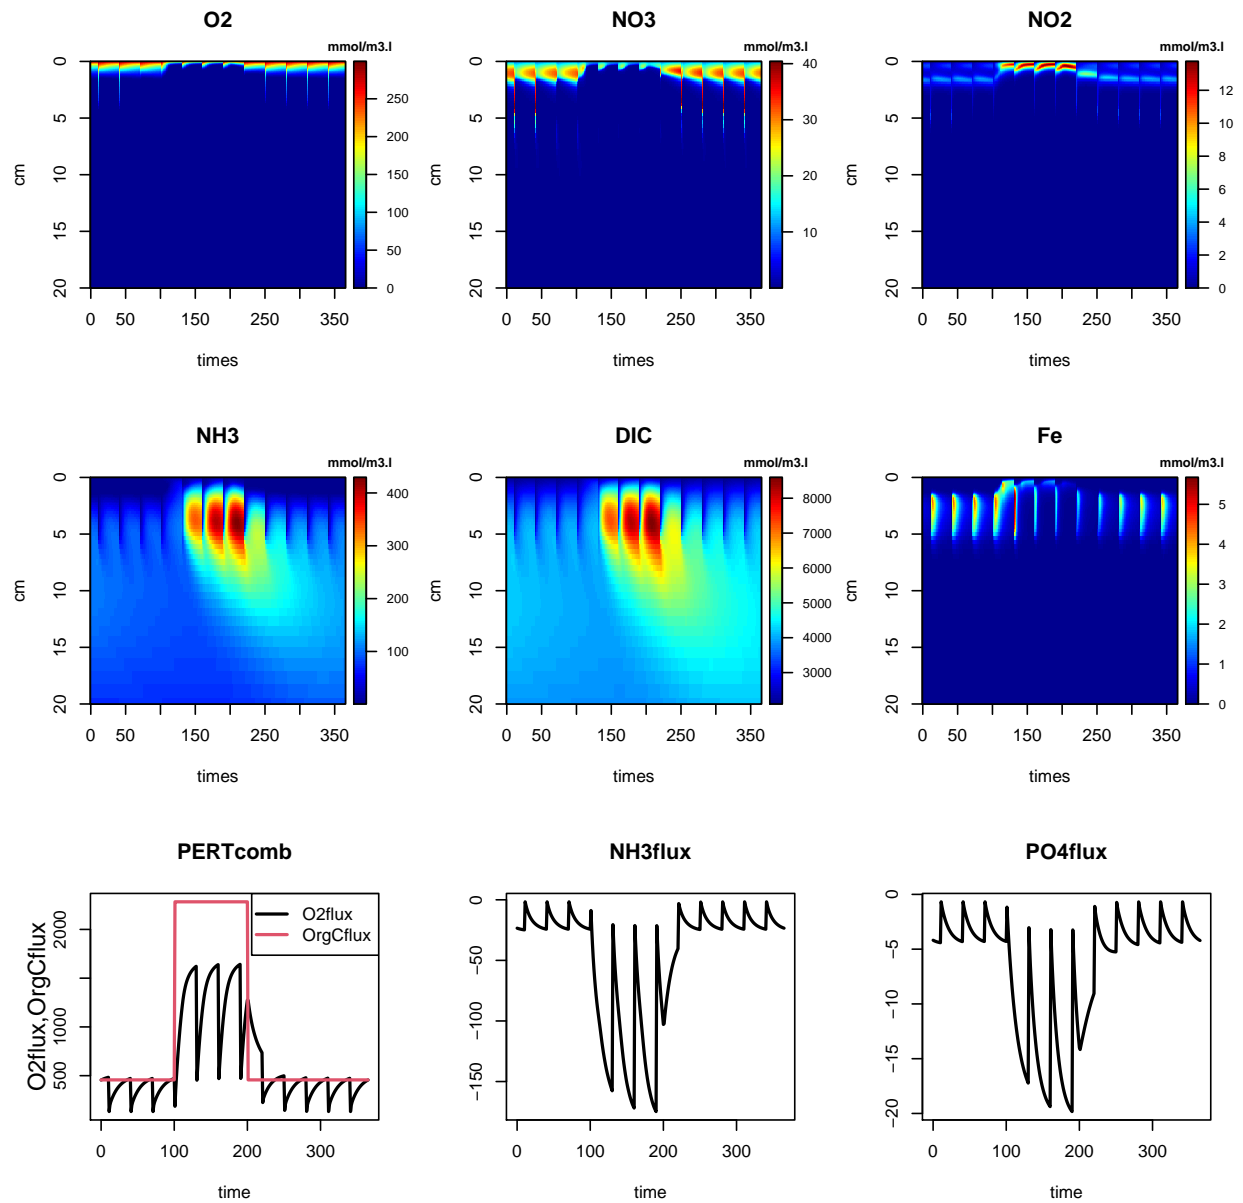 O2
NO3
NO2
mmol/m3.l
mmol/m3.l
mmol/m3.l
cm
0
5
10
15
20
0 50 150 250 350
times
250
200
150
100
50
0
cm
0
5
10
15
20
0 50 150 250 350
times
40
30
20
10
cm
0
5
10
15
20
0 50 150 250 350
times
12
10
8
6
4
2
0
NH3
DIC
Fe
mmol/m3.l
mmol/m3.l
mmol/m3.l
cm
0
5
10
15
20
0 50 150 250 350
times
400
300
200
100
cm
0
5
10
15
20
0 50 150 250 350
times
8000
7000
6000
5000
4000
3000
cm
0
5
10
15
20
0 50 150 250 350
times
5
4
3
2
1
0
PERTcomb
NH3flux
PO4flux
O2flux,OrgCflux
2000
1000
500
O2flux
OrgCflux
0 100 200 300
time
0
−50
−100
−150
0 100 200 300
time
0
−5
−10
−15
−20
0 100 200 300
time